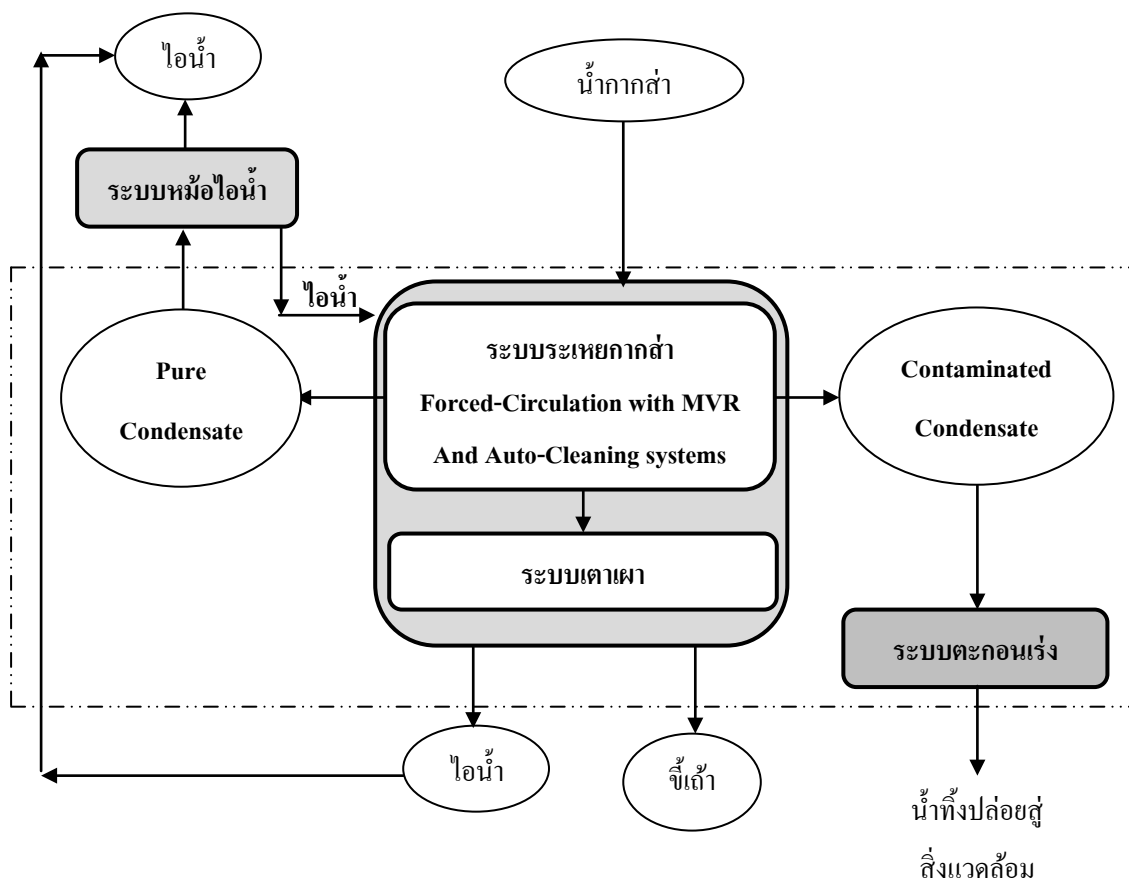 ไอน้ำ
น้ำกากส่า
ระบบหม้อไอน้ำ
ไอน้ำ
Pure
Condensate
ระบบระเหยกากส่า
Forced-Circulation with MVR
And Auto-Cleaning systems
Contaminated
Condensate
ระบบเตาเผา
ระบบตะกอนเร่ง
ไอน้ำ
ขี้เถ้า
น้ำทิ้งปล่อยสู่
สิ่งแวดล้อม